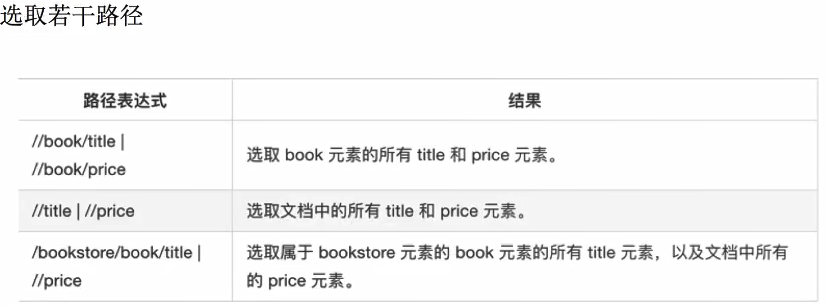 选取若干路径
路径表达式 结果
//book/title |
//book/price
选取 book 元素的所有 title 和 price 元素。
//title | //price 选取文档中的所有 title 和 price 元素。
/bookstore/book/title |
//price
选取属于 bookstore 元素的 book 元素的所有 title 元素，以及文档中所有
的 price 元素。